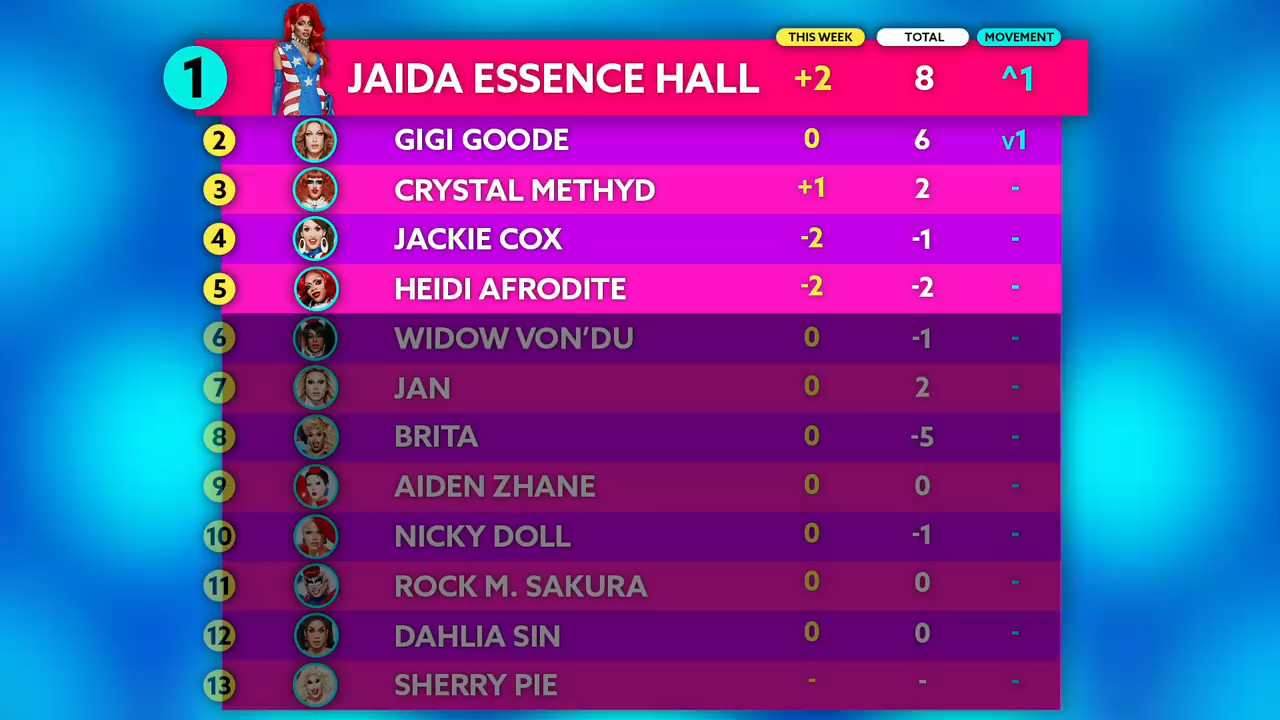 THIS WEEK TOTAL MOVEMENT
1 JAIDA ESSENCE HALL +2 8 ^1
2 GIGI GOODE 0 6 v1
3 CRYSTAL METHYD +1 2 -
4 JACKIE COX -2 -1 -
5 HEIDI AFRODITE -2 -2 -
6 WIDOW VON'DU 0 -1 -
7 JAN 0 2 -
8 BRITA 0 -5 -
9 AIDEN ZHANE 0 0 -
10 NICKY DOLL 0 -1 -
11 ROCK M. SAKURA 0 0 -
12 DAHLIA SIN 0 0 -
13 SHERRY PIE - - -